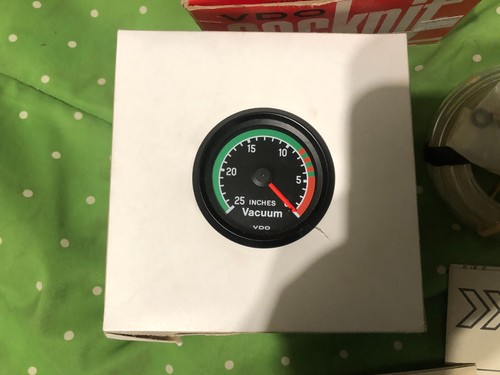 VDO
cockpit
15
10
20
5
25 INCHES 0
Vacuum
VDO